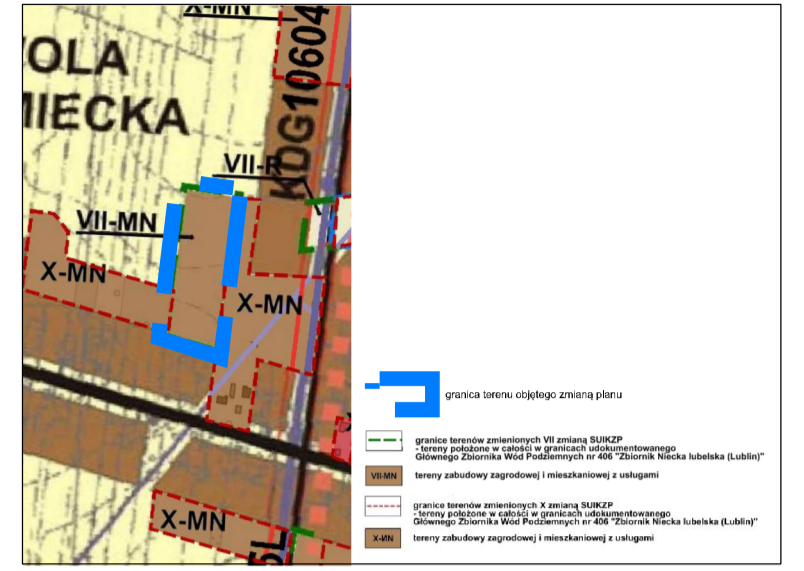 X-MN
KDG10604
OLA
MIECKA
VII-R
VII-MN
X-MN
X-MN
X-MN
5L
granica terenu objętego zmianą planu
granice terenów zmienionych VII zmianą SUIKZP
- tereny położone w całości w granicach udokumentowanego
Głównego Zbiornika Wód Podziemnych nr 406 "Zbiornik Niecka lubelska (Lublin)"
VII-MN
tereny zabudowy zagrodowej i mieszkaniowej z usługami
granice terenów zmienionych X zmianą SUIKZP
- tereny położone w całości w granicach udokumentowanego
Głównego Zbiornika Wód Podziemnych nr 406 "Zbiornik Niecka lubelska (Lublin)"
X-MN
tereny zabudowy zagrodowej i mieszkaniowej z usługami